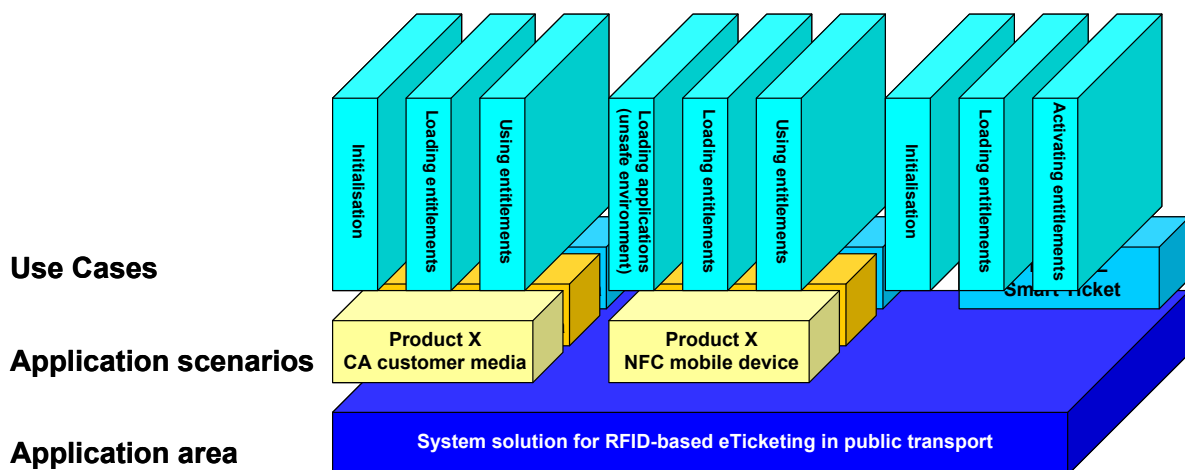 Initialisation
Loading entitlements
Using entitlements
Loading applications
(unsafe environment)
Loading entitlements
Using entitlements
Initialisation
Loading entitlements
Activating entitlements
Use Cases
Smart Ticket
Product X
CA customer media
Product X
NFC mobile device
Application scenarios
System solution for RFID-based eTicketing in public transport
Application area